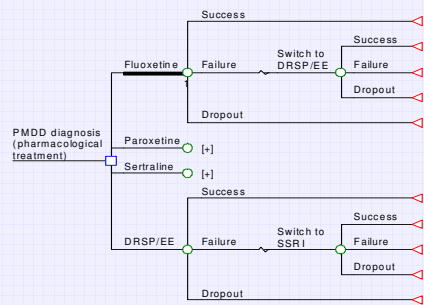 Success
Success
Fluoxetine
Failure
Switch to
DRSP/EE
Failure
Dropout
Dropout
PMDD diagnosis
(pharmacological
treatment)
Paroxetine
[+]
Sertraline
[+]
Success
Success
DRSP/EE
Failure
Switch to
SSRI
Failure
Dropout
Dropout